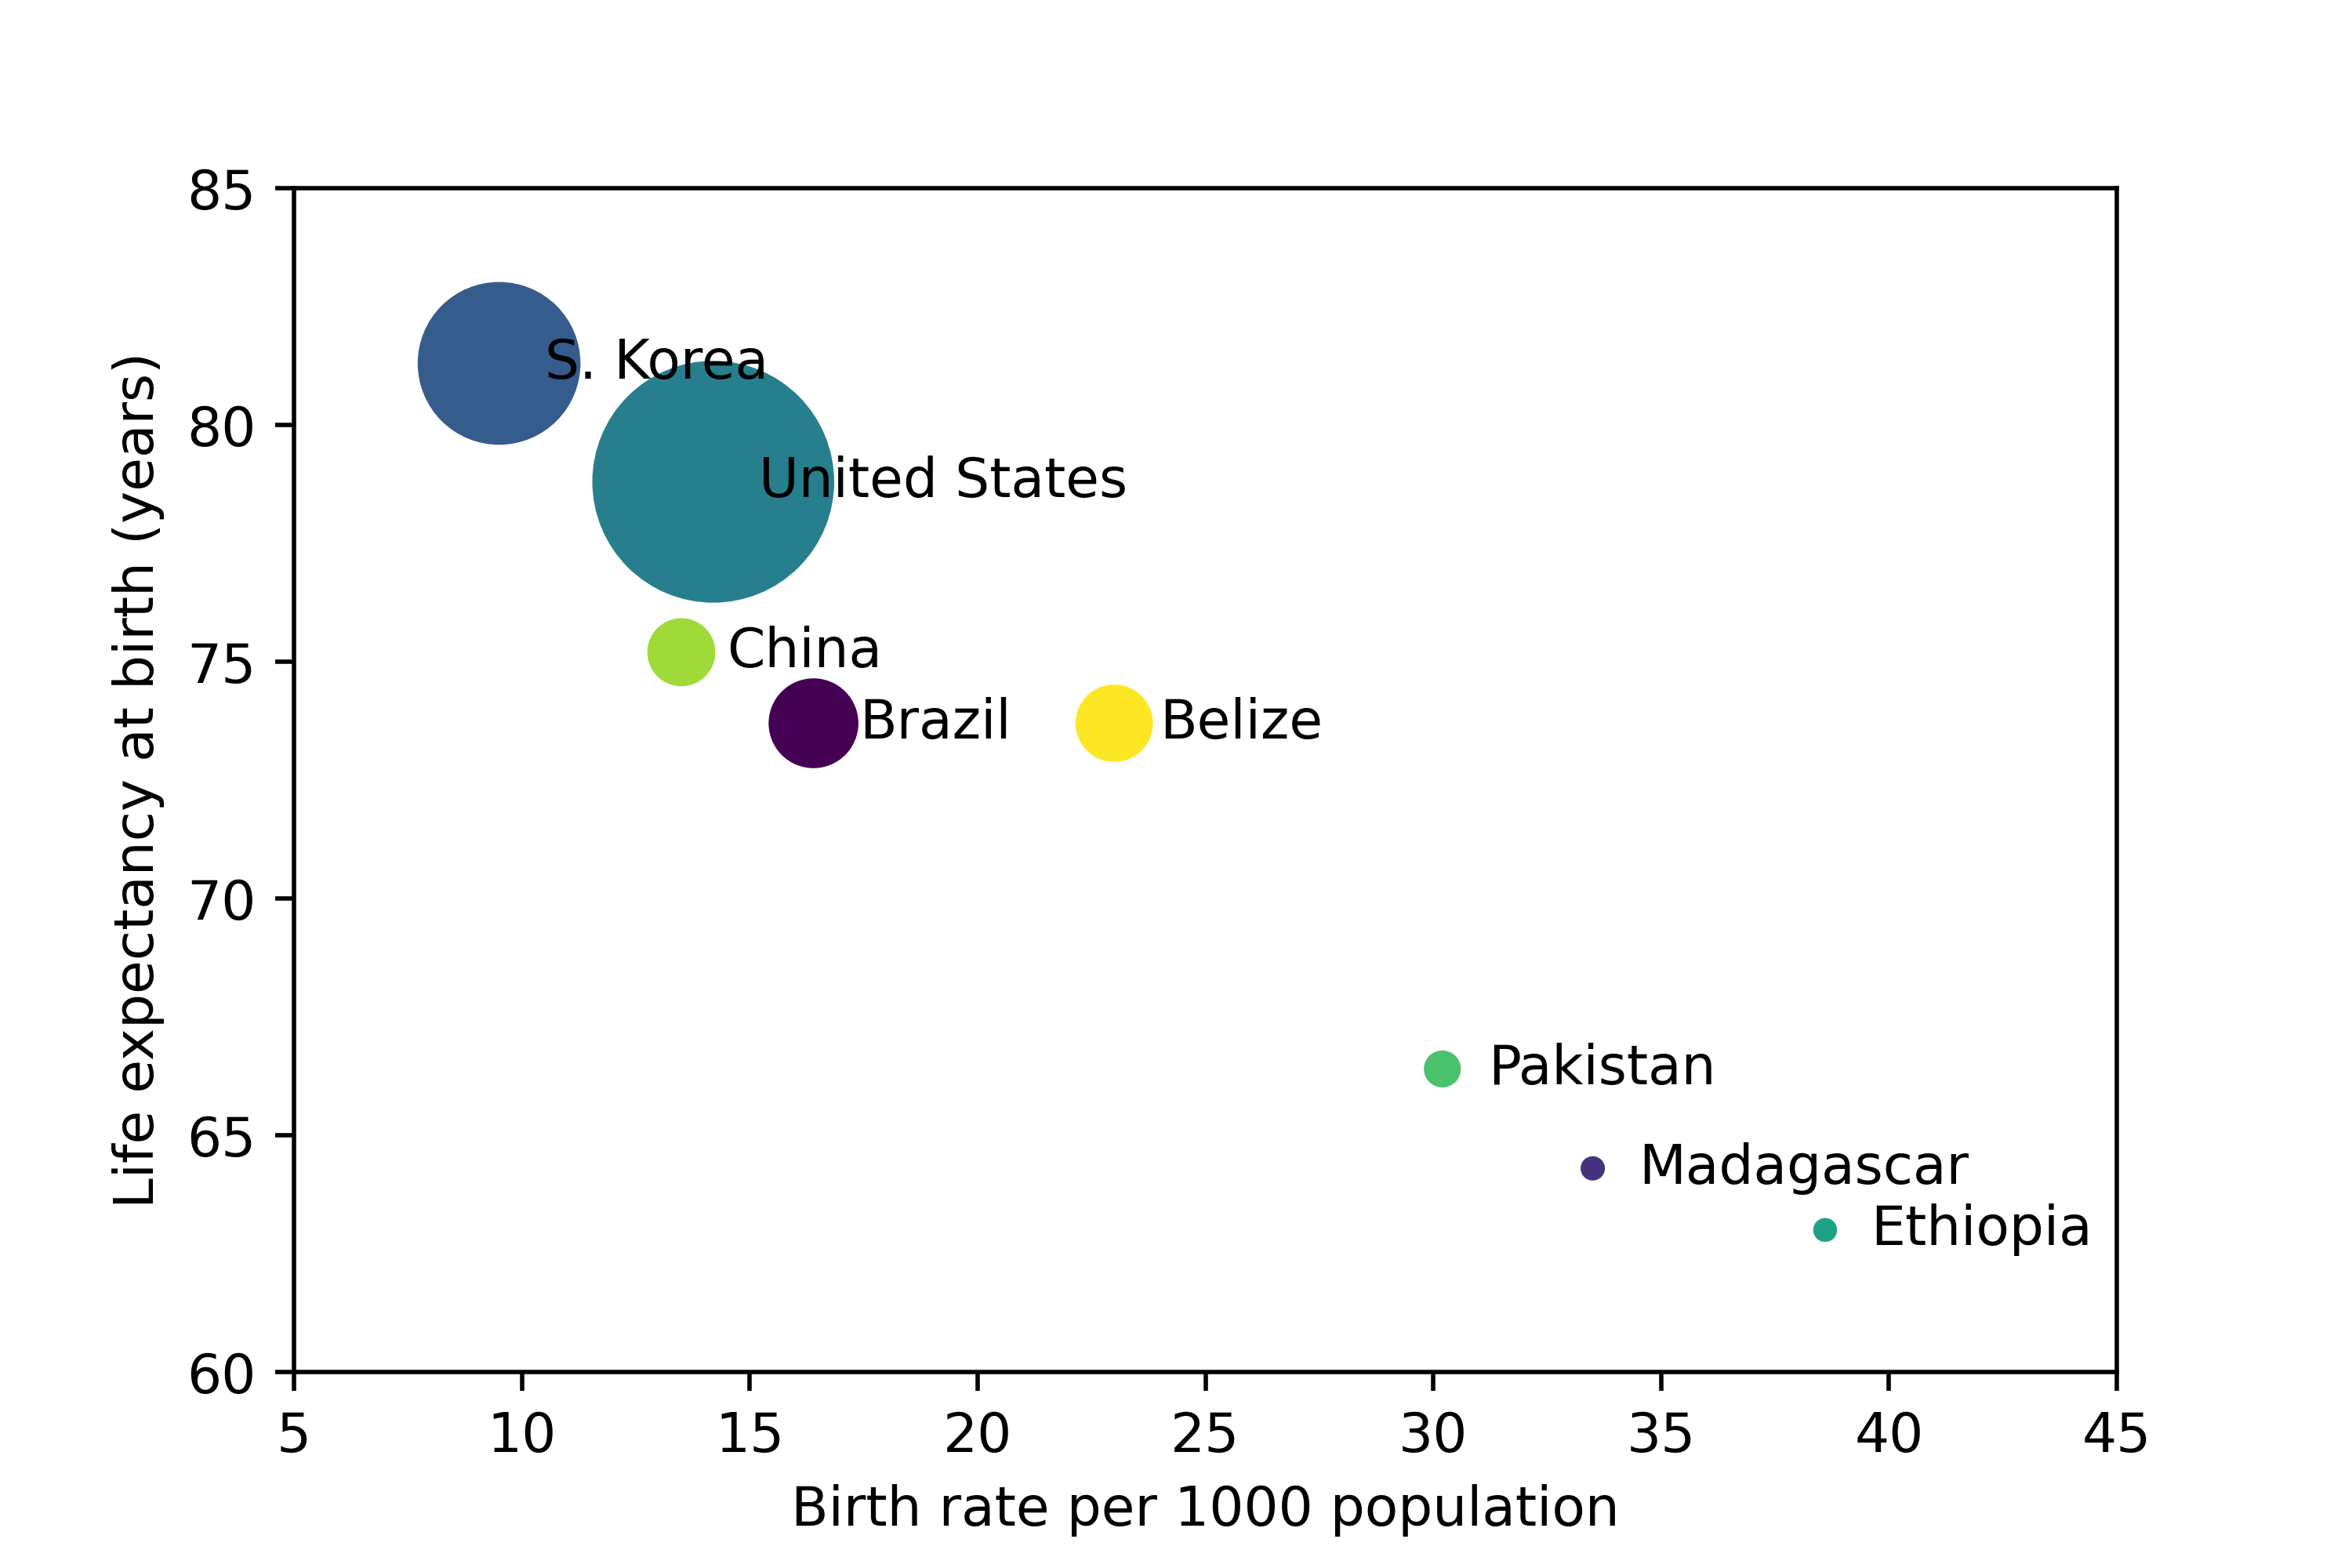 85
S. Korea
80
United States
75
China
Brazil
Belize
70
Pakistan
65
Madagascar
Ethiopia
60
5 10 15 20 25 30 35 40 45
Birth rate per 1000 population
Life expectancy at birth (years)